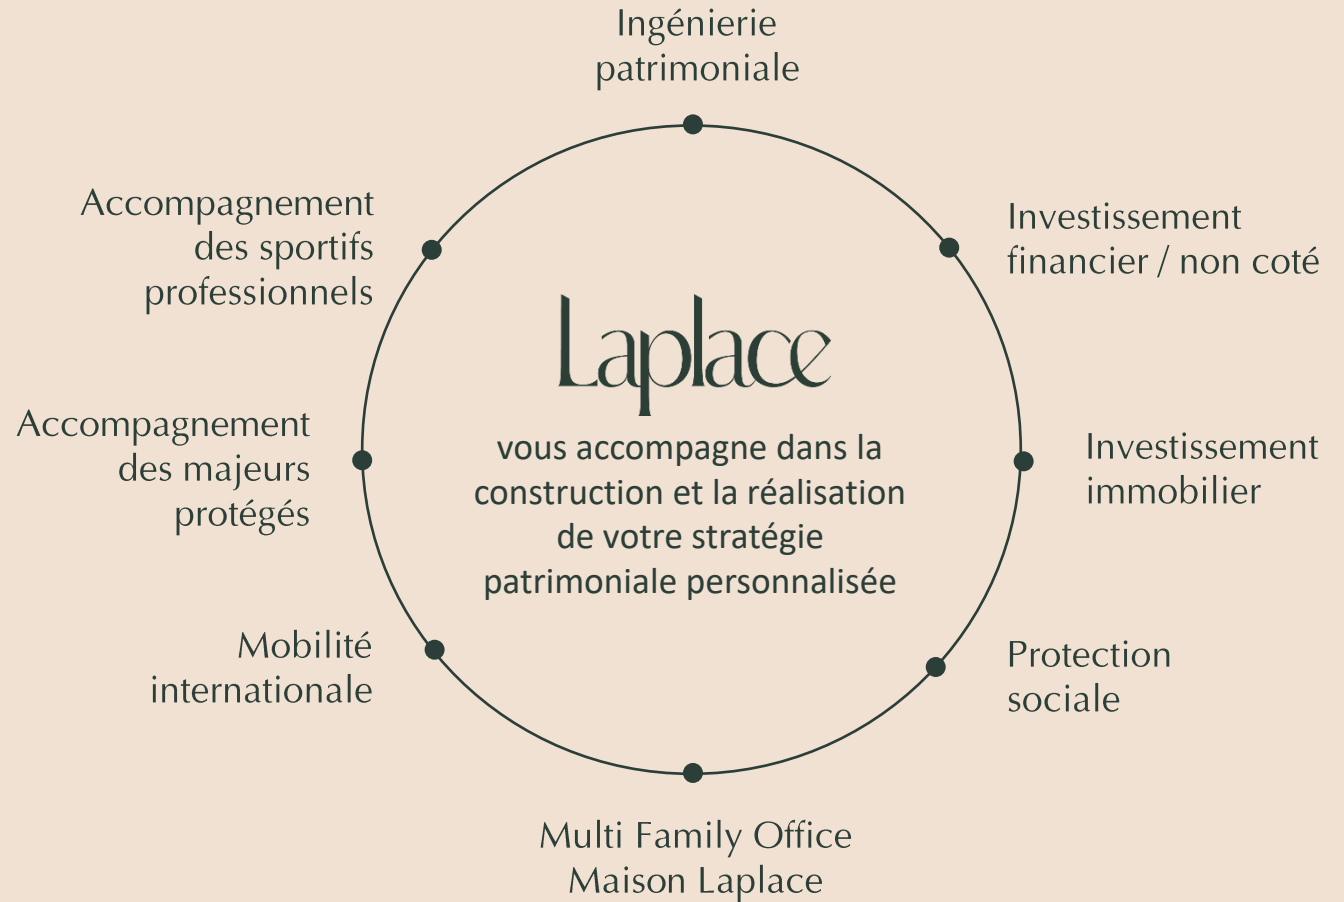 Ingénierie
patrimoniale
Investissement
financier / non coté
Investissement
immobilier
Protection
sociale
Multi Family Office
Maison Laplace
Mobilité
internationale
Accompagnement
des majeurs
protégés
Accompagnement
des sportifs
professionnels
Laplace
vous accompagne dans la
construction et la réalisation
de votre stratégie
patrimoniale personnalisée